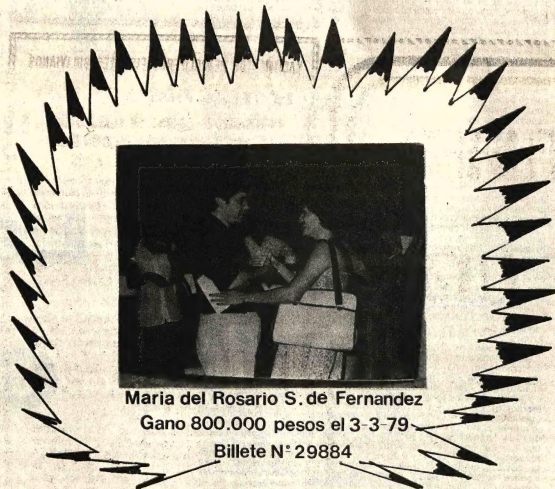 Maria del Rosario S. de Fernandez
Gano 800.000 pesos el 3-3-79
Billete N° 29884